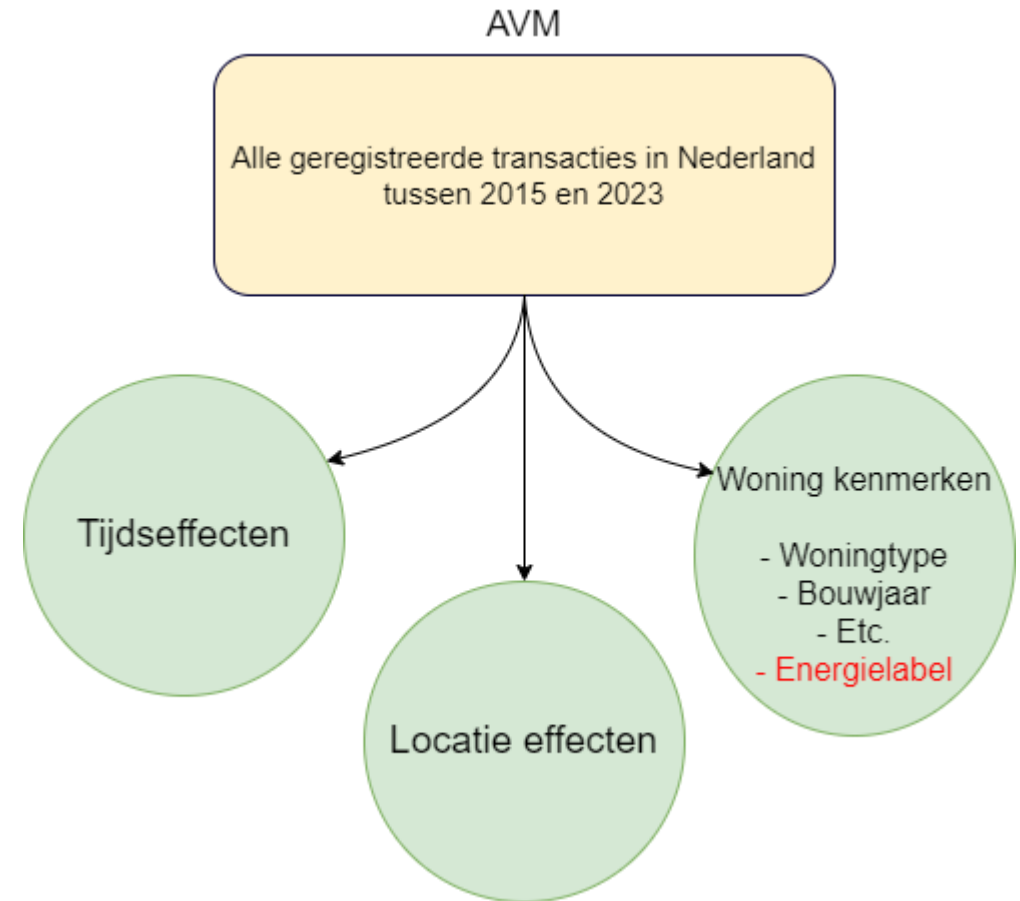 AVM
Alle geregistreerde transacties in Nederland
tussen 2015 en 2023
Tijdseffecten
Locatie effecten
Woning kenmerken
- Woningtype
- Bouwjaar
- Etc.
- Energielabel